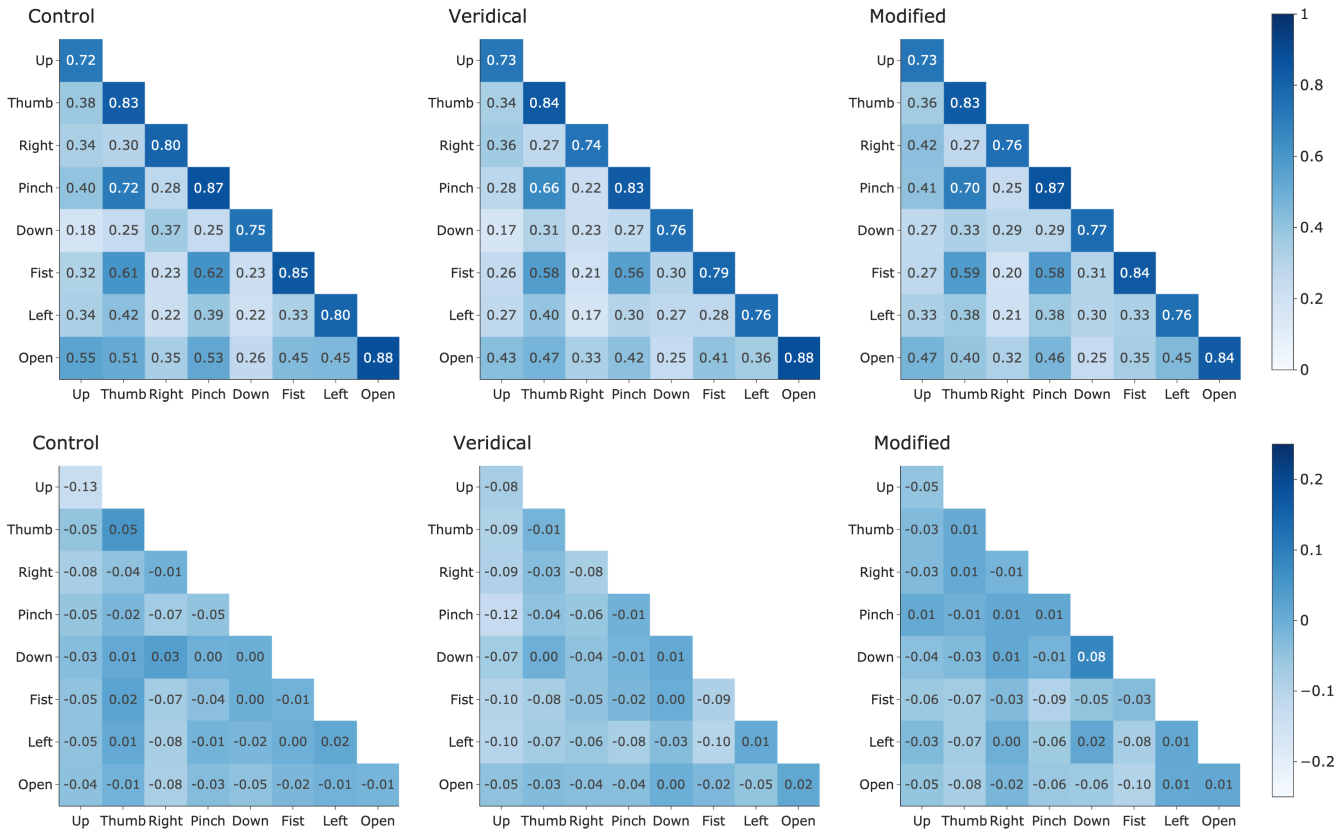 Control Veridical Modified
Up 0.72 Up 0.73 Up 0.73 1
Thumb 0.38 0.83 Thumb 0.34 0.84 Thumb 0.36 0.83 0.8
Right 0.34 0.30 0.80 Right 0.36 0.27 0.74 Right 0.42 0.27 0.76
Pinch 0.40 0.72 0.28 0.87 Pinch 0.28 0.66 0.22 0.83 Pinch 0.41 0.70 0.25 0.87 0.6
Down 0.18 0.25 0.37 0.25 0.75 Down 0.17 0.31 0.23 0.27 0.76 Down 0.27 0.33 0.29 0.29 0.77 0.4
Fist 0.32 0.61 0.23 0.62 0.23 0.85 Fist 0.26 0.58 0.21 0.56 0.30 0.79 Fist 0.27 0.59 0.20 0.58 0.31 0.84
Left 0.34 0.42 0.22 0.39 0.22 0.33 0.80 Left 0.27 0.40 0.17 0.30 0.27 0.28 0.76 Left 0.33 0.38 0.21 0.38 0.30 0.33 0.76 0.2
Open 0.55 0.51 0.35 0.53 0.26 0.45 0.45 0.88 Open 0.43 0.47 0.33 0.42 0.25 0.41 0.36 0.88 Open 0.47 0.40 0.32 0.46 0.25 0.35 0.45 0.84 0
Up Thumb Right Pinch Down Fist Left Open Up Thumb Right Pinch Down Fist Left Open Up Thumb Right Pinch Down Fist Left Open
Control Veridical Modified
Up -0.13 Up -0.08 Up -0.05 0.2
Thumb -0.05 0.05 Thumb -0.09 -0.01 Thumb -0.03 0.01 0.1
Right -0.08 -0.04 -0.01 Right -0.09 -0.03 -0.08 Right -0.03 0.01 -0.01
Pinch -0.05 -0.02 -0.07 -0.05 Pinch -0.12 -0.04 -0.06 -0.01 Pinch 0.01 -0.01 0.01 0.01 0
Down -0.03 0.01 0.03 0.00 0.00 Down -0.07 0.00 -0.04 -0.01 0.01 Down -0.04 -0.03 0.01 -0.01 0.08
Fist -0.05 0.02 -0.07 -0.04 0.00 -0.01 Fist -0.10 -0.08 -0.05 -0.02 0.00 -0.09 Fist -0.06 -0.07 -0.03 -0.09 -0.05 -0.03 −0.1
Left -0.05 0.01 -0.08 -0.01 -0.02 0.00 0.02 Left -0.10 -0.07 -0.06 -0.08 -0.03 -0.10 0.01 Left -0.03 -0.07 0.00 -0.06 0.02 -0.08 0.01 −0.2
Open -0.04 -0.01 -0.08 -0.03 -0.05 -0.02 -0.01 -0.01 Open -0.05 -0.03 -0.04 -0.04 0.00 -0.02 -0.05 0.02 Open -0.05 -0.08 -0.02 -0.06 -0.06 -0.10 0.01 0.01
Up Thumb Right Pinch Down Fist Left Open Up Thumb Right Pinch Down Fist Left Open Up Thumb Right Pinch Down Fist Left Open